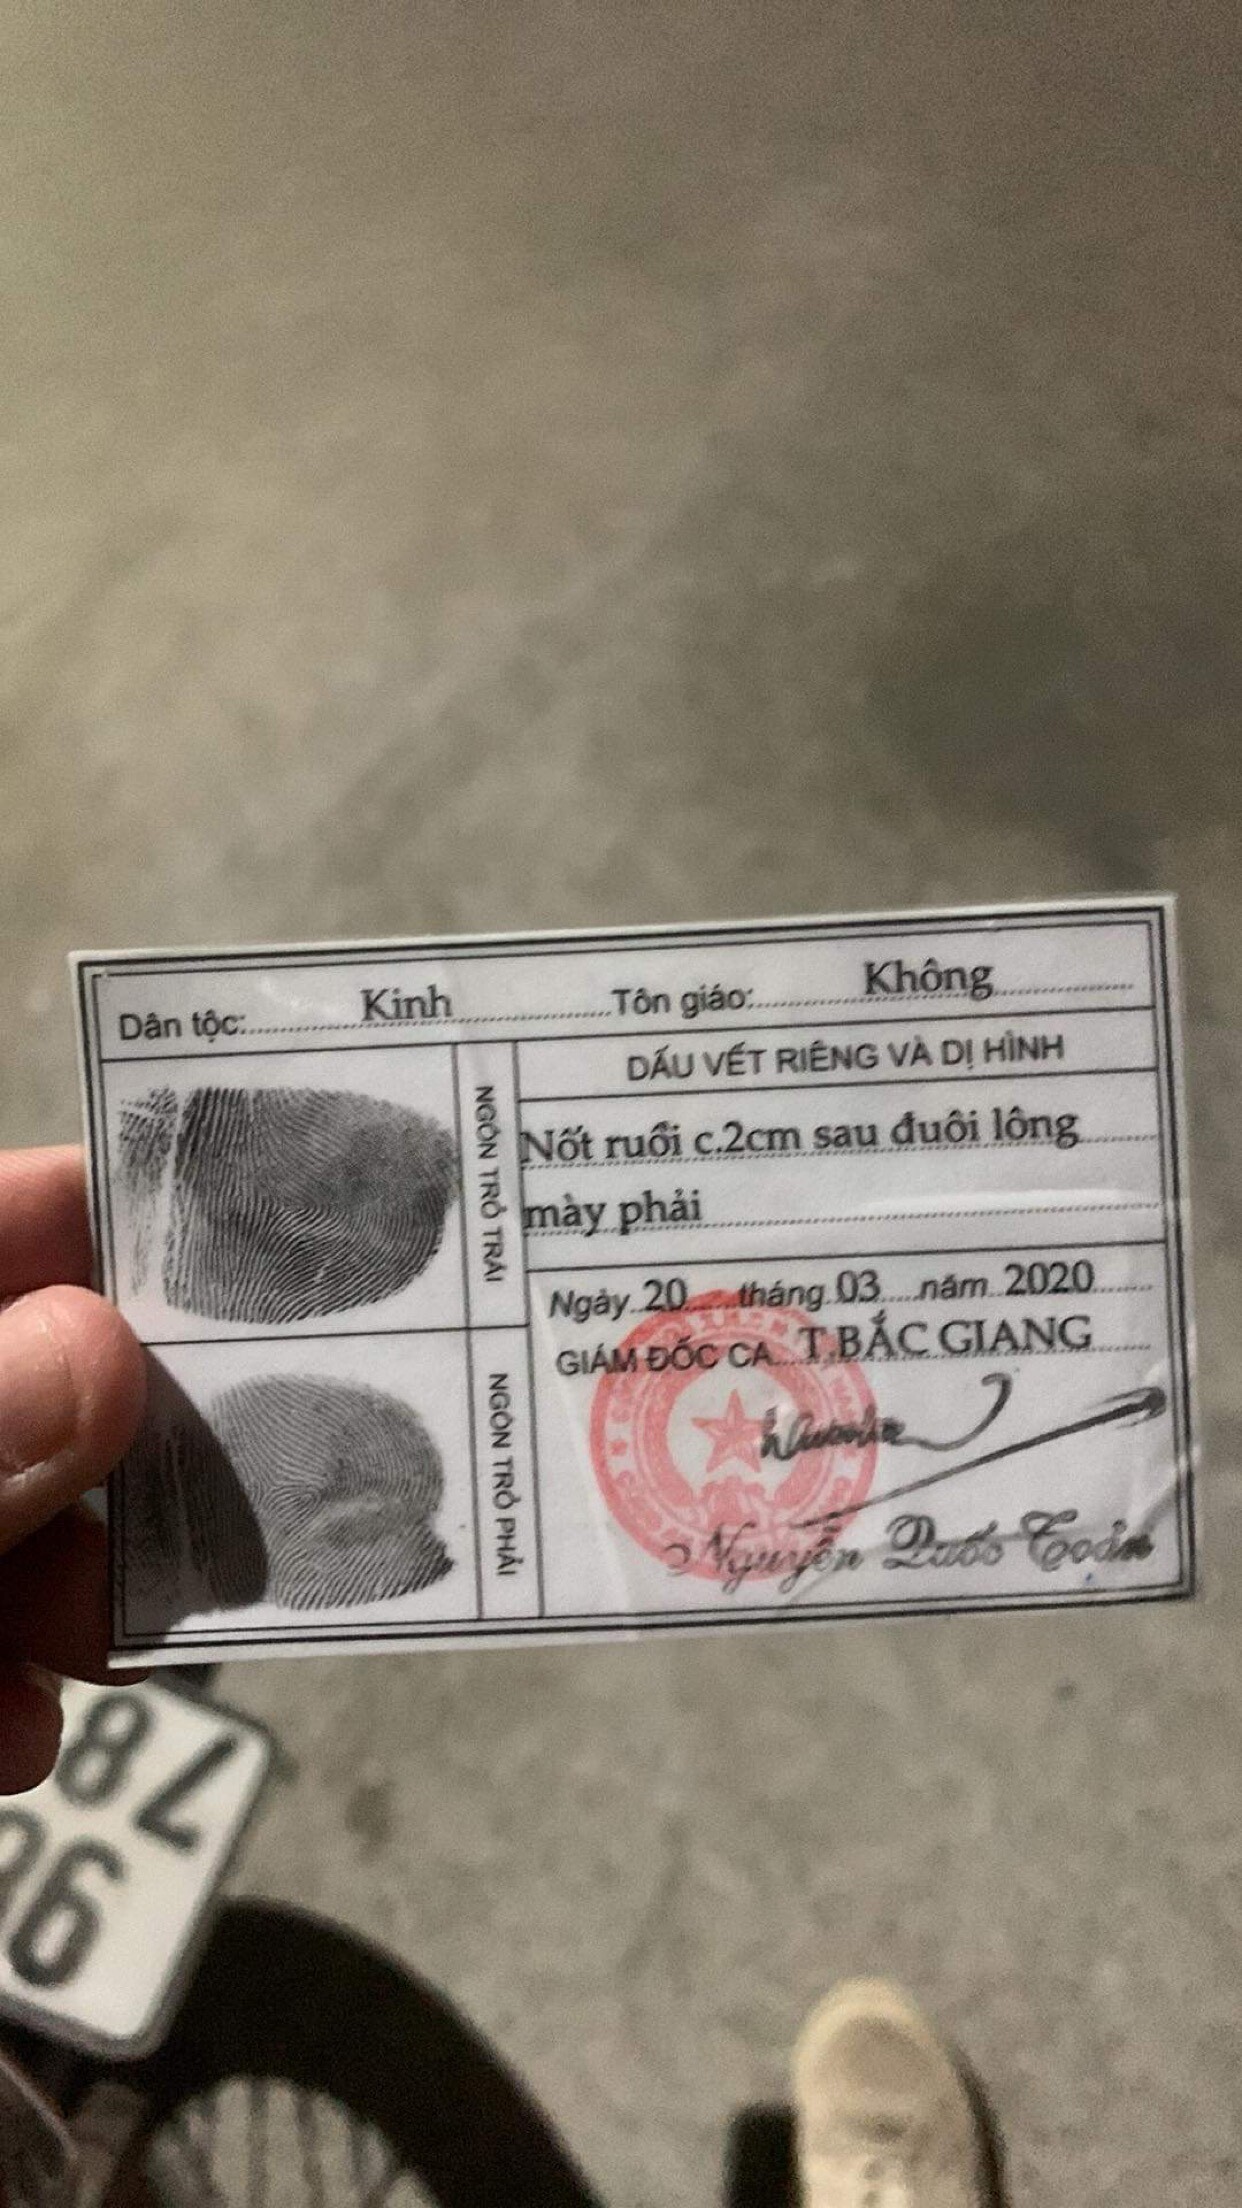 Dân tộc: Kinh Tôn giáo: Không
NGÓN TRỎ TRÁI
DẤU VẾT RIÊNG VÀ DỊ HÌNH
Nốt ruồi c.2cm sau đuôi lông
mày phải
Ngày 20 tháng 03 năm 2020
GIÁM ĐỐC CA T.BẮC GIANG
NGÓN TRỎ PHẢI
Nguyễn Quốc Toản